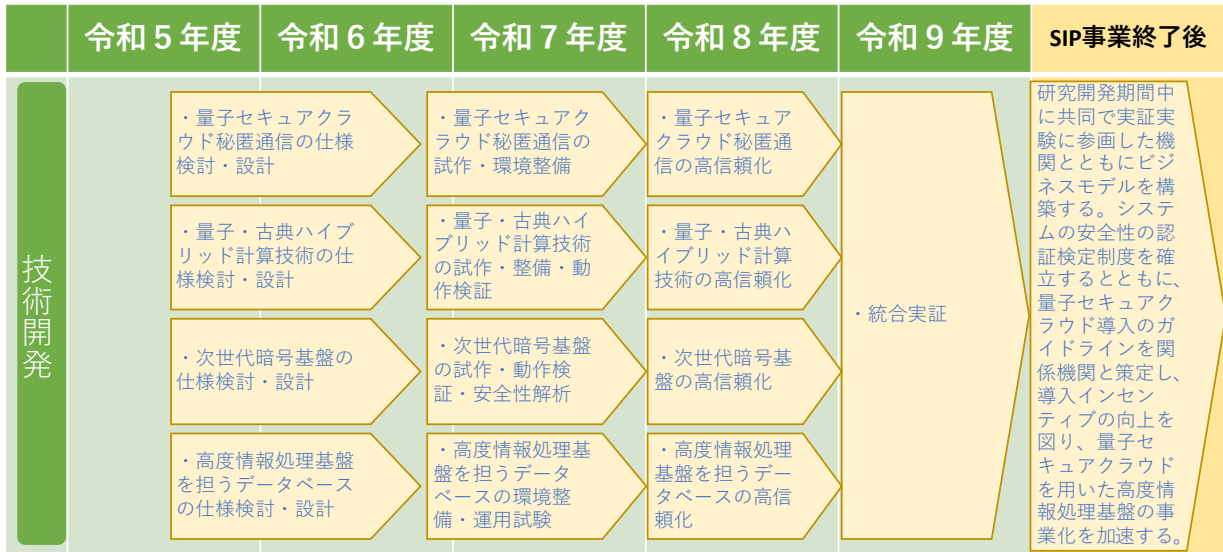 令和５年度
令和６年度
令和７年度
令和８年度
令和９年度
SIP事業終了後
技術開発
・量子セキュアクラ
ウド秘匿通信の仕様
検討・設計
・量子セキュアク
ラウド秘匿通信の
試作・環境整備
・量子セキュア
クラウド秘匿通
信の高信頼化
・量子・古典ハイブ
リッド計算技術の仕
様検討・設計
・量子・古典ハイ
ブリッド計算技術
の試作・整備・動
作検証
・量子・古典ハ
イブリッド計算
技術の高信頼化
・次世代暗号基盤の
仕様検討・設計
・次世代暗号基盤
の試作・動作検
証・安全性解析
・次世代暗号基
盤の高信頼化
・高度情報処理基盤
を担うデータベース
の仕様検討・設計
・高度情報処理基
盤を担うデータ
ベースの環境整
備・運用試験
・高度情報処理
基盤を担うデー
タベースの高信
頼化
・統合実証
研究開発期間中
に共同で実証実
験に参画した機
関とともにビジ
ネスモデルを構
築する。システ
ムの安全性の認
証検定制度を確
立するとともに、
量子セキュアク
ラウド導入のガ
イドラインを関
係機関と策定し、
導入インセン
ティブの向上を
図り、量子セ
キュアクラウド
を用いた高度情
報処理基盤の事
業化を加速する。